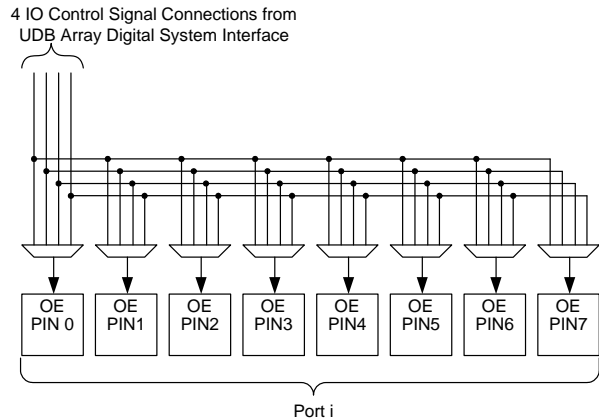 4 IO Control Signal Connections from
UDB Array Digital System Interface
OE
PIN 0
OE
PIN1
OE
PIN2
OE
PIN3
OE
PIN4
OE
PIN5
OE
PIN6
OE
PIN7
Port i